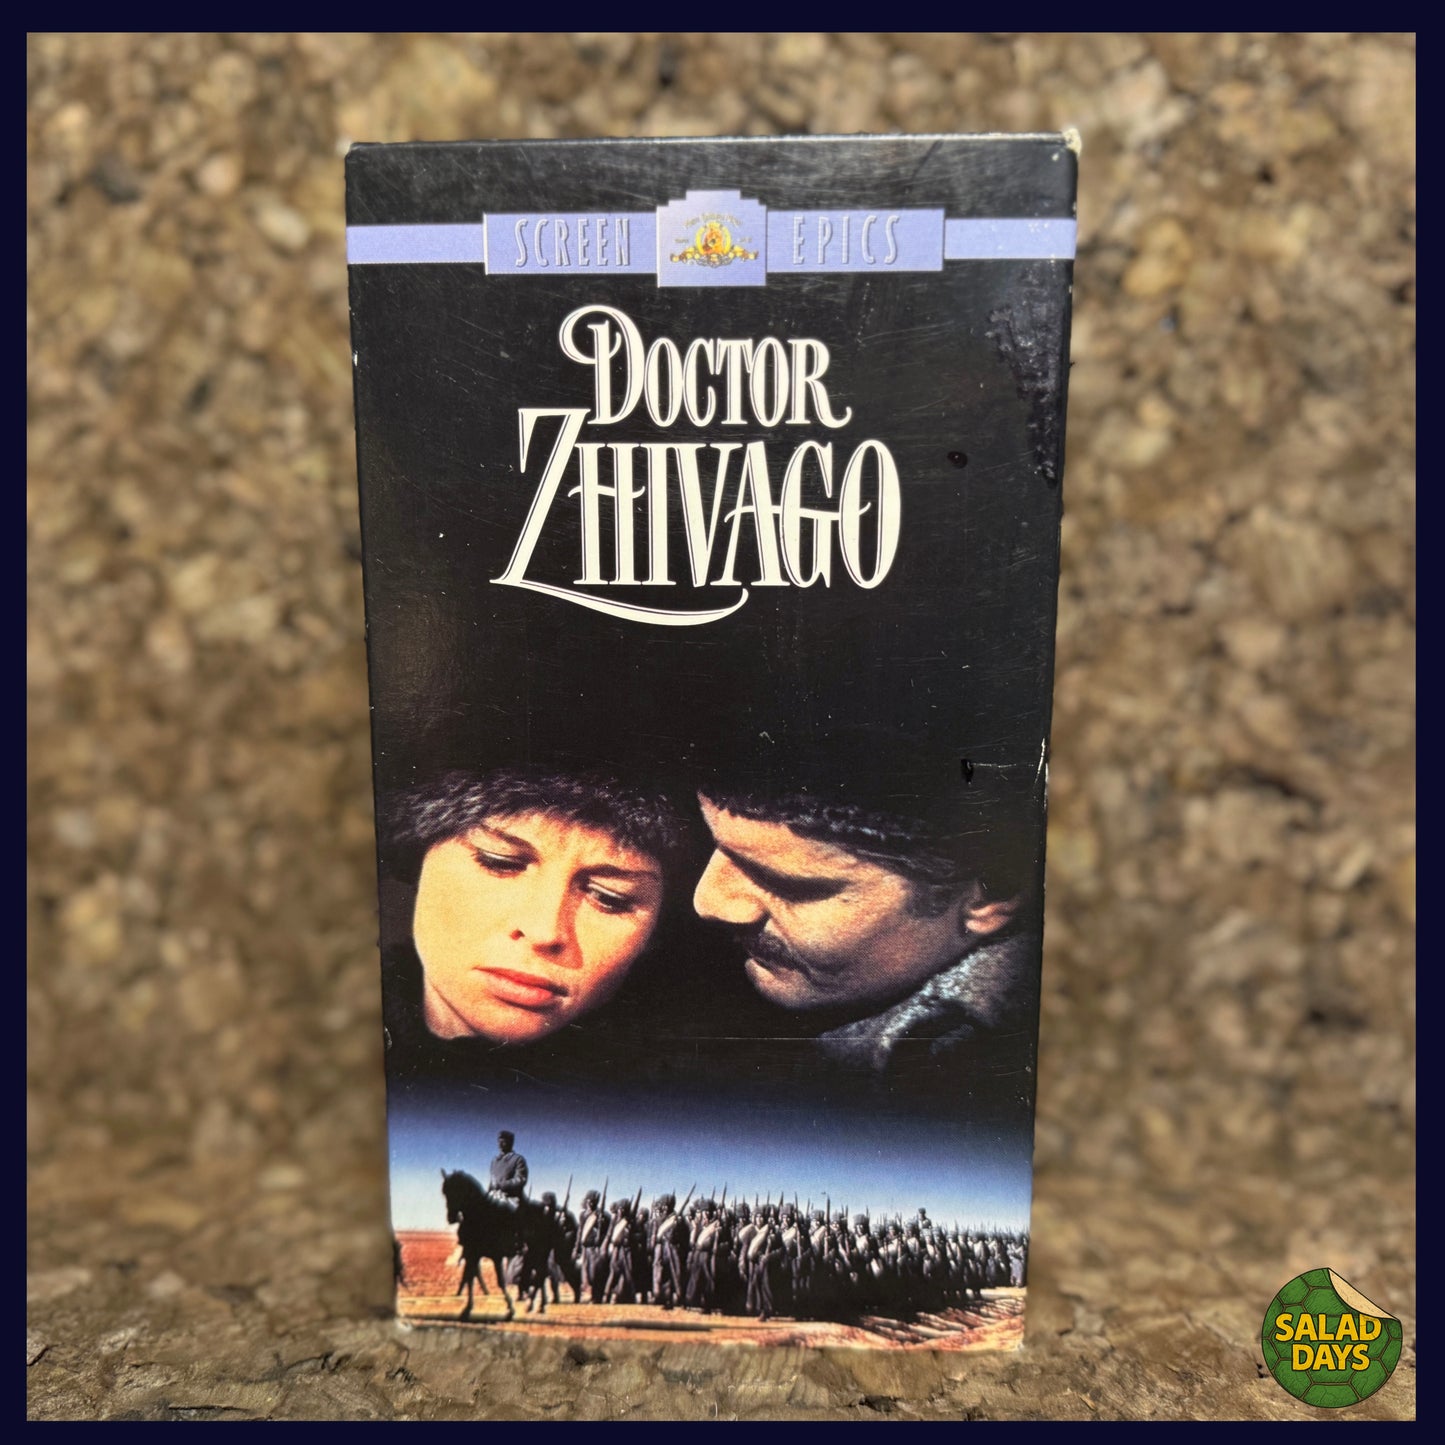 SCREEN EPICS
DOCTOR
ZHIVAGO
SALAD
DAYS